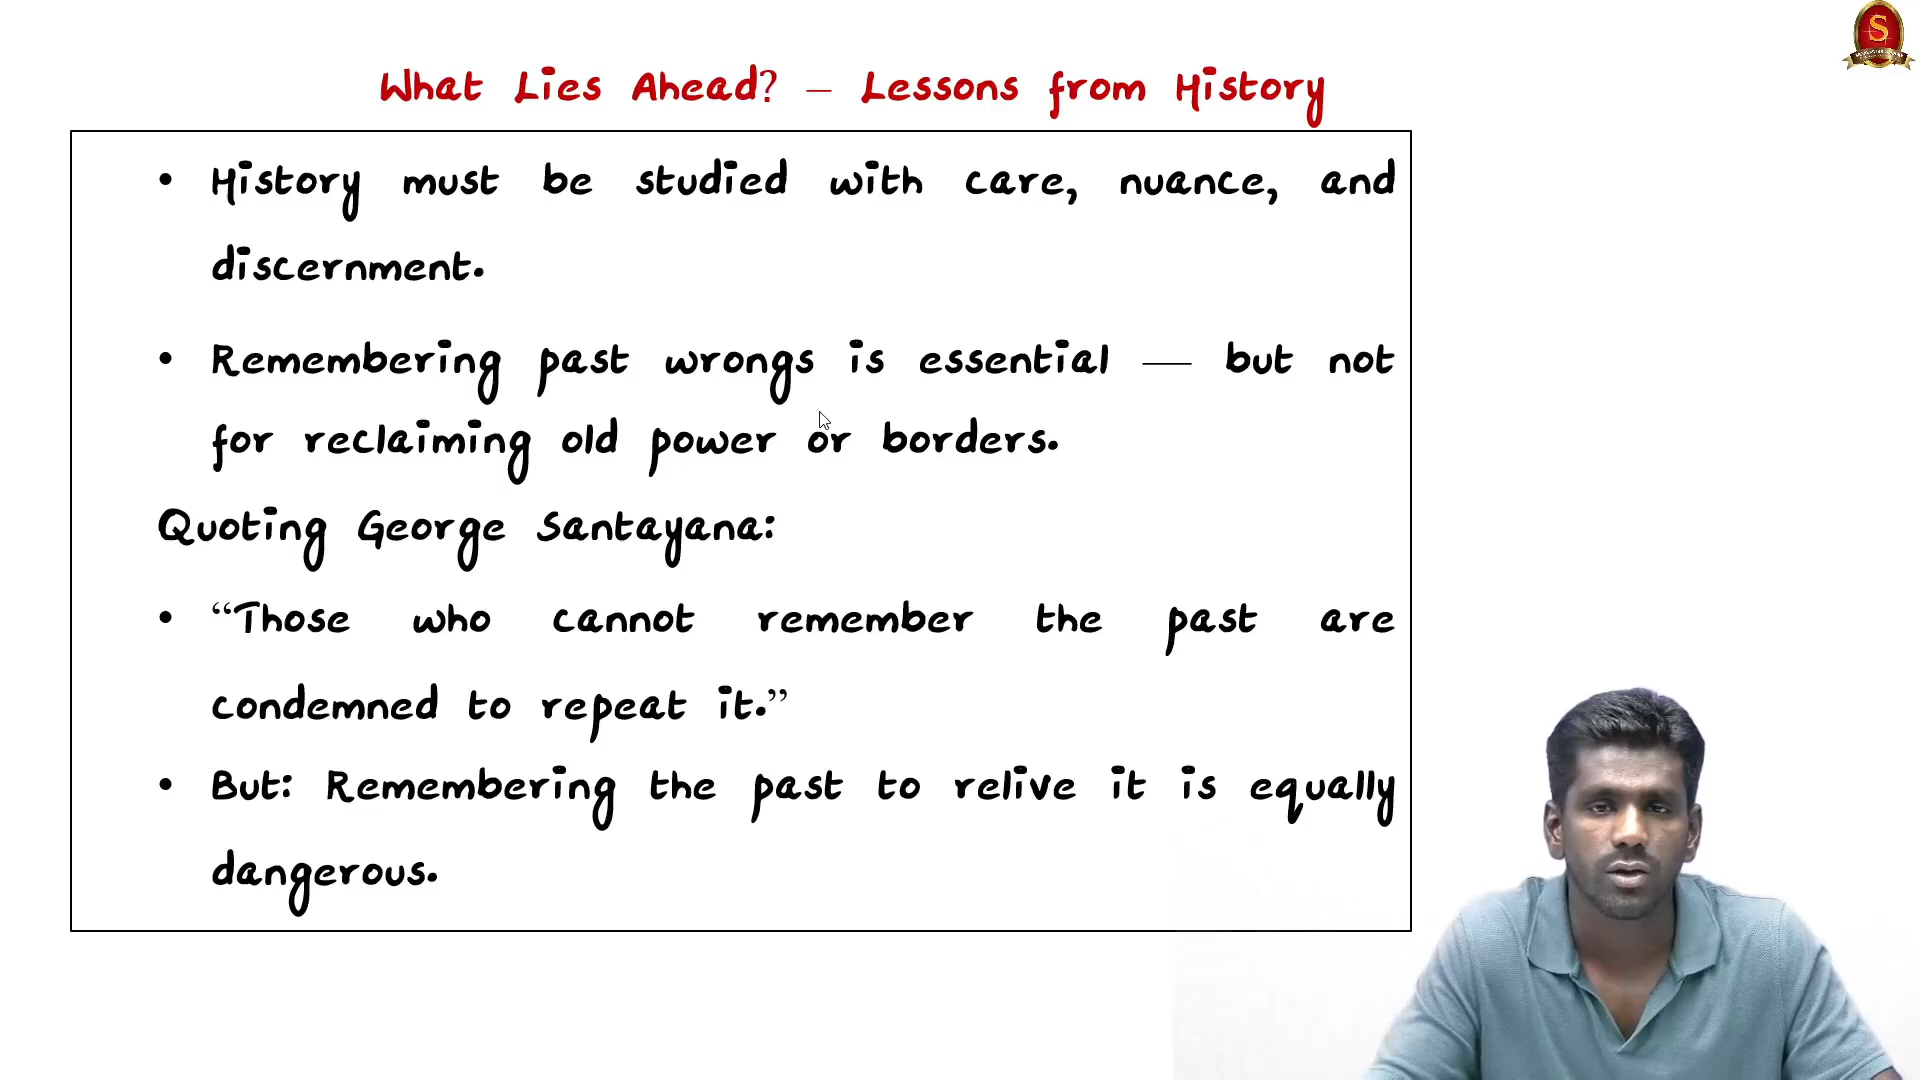 What Lies Ahead? – Lessons from History
• History must be studied with care, nuance, and
discernment.
• Remembering past wrongs is essential — but not
for reclaiming old power or borders.
Quoting George Santayana:
• “Those who cannot remember the past are
condemned to repeat it.”
• But: Remembering the past to relive it is equally
dangerous.
S